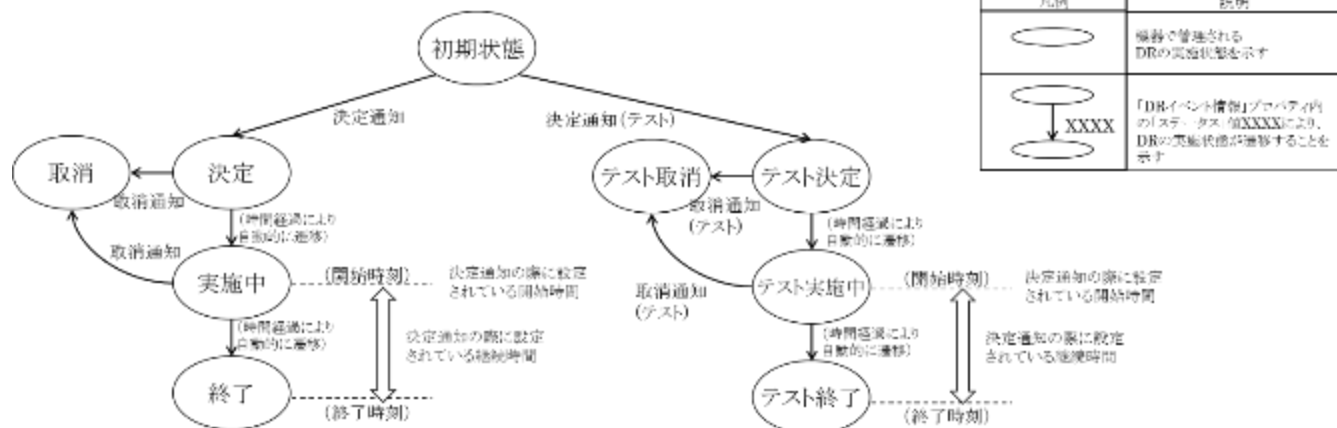 初期状態
決定通知
決定通知(テスト)
取消
決定
取消通知
(時間経過により
自動的に遷移)
取消通知
実施中
(開始時刻)
決定通知の際に設定
されている開始時間
(時間経過により
自動的に遷移)
決定通知の際に設定
されている継続時間
終了
(終了時刻)
テスト取消
テスト決定
取消通知
(テスト)
(時間経過により
自動的に遷移)
取消通知
(テスト)
テスト実施中
(開始時刻)
決定通知の際に設定
されている開始時間
(時間経過により
自動的に遷移)
決定通知の際に設定
されている継続時間
テスト終了
(終了時刻)
凡例
説明
機器で管理される
DRの実施状態を示す
XXXX
「DRイベント情報」プロパティ内
の「ステータス」値XXXXにより、
DRの実施状態が遷移することを
示す